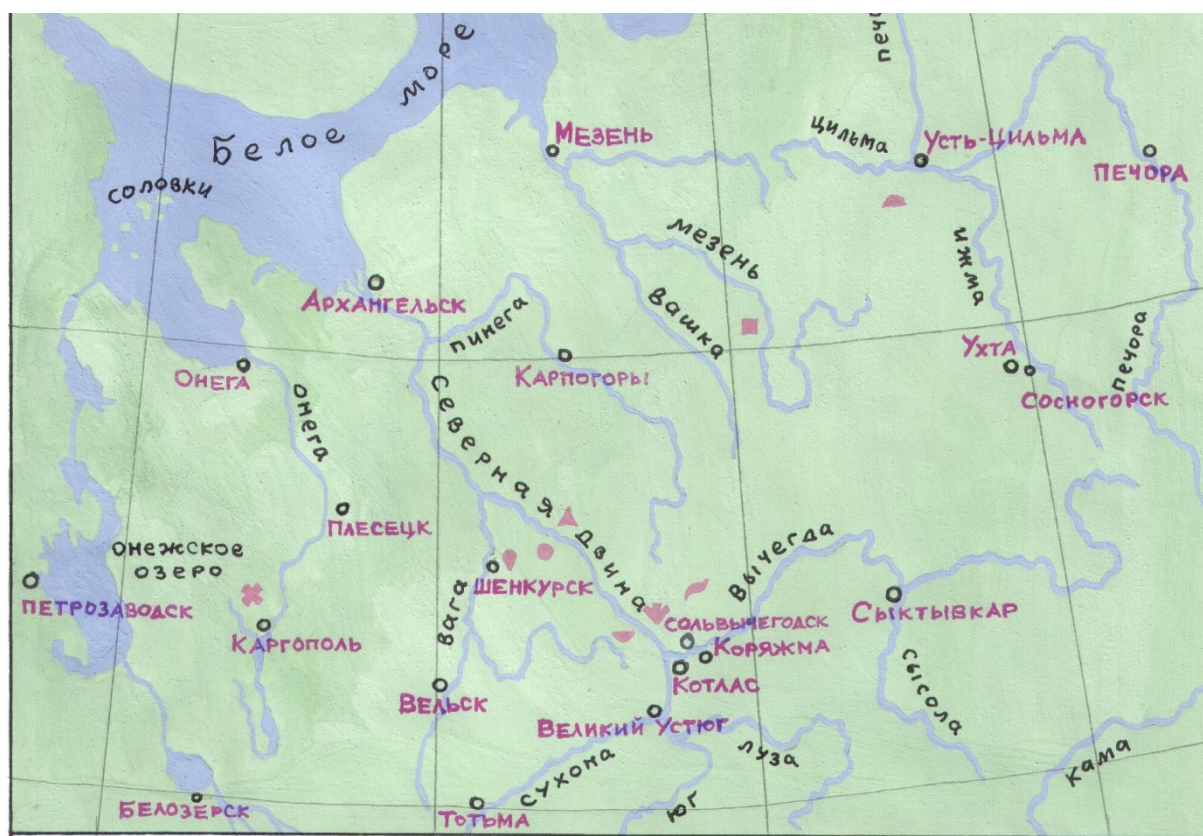 ПЕЧОРА
Белое море
СОЛОВКИ
МЕЗЕНЬ
ЦИЛЬМА
УСТЬ-ЦИЛЬМА
ПЕЧОРА
МЕЗЕНЬ
ИЖМА
АРХАНГЕЛЬСК
ПИНЕГА
ВАШКА
ПЕЧОРА
УХТА
СОСНОГОРСК
ОНЕГА
КАРПОГОРЫ
ОНЕГА
СЕВЕРНАЯ ДВИНА
ПЛЕСЕЦК
ОНЕЖСКОЕ
ОЗЕРО
ПЕТРОЗАВОДСК
ШЕНКУРСК
ВАГА
ВЫЧЕГДА
СЫКТЫВКАР
КАРГОПОЛЬ
СОЛЬВЫЧЕГОДСК
КОРЯЖМА
КОТЛАС
СЫСОЛА
ВЕЛЬСК
ВЕЛИКИЙ УСТЮГ
ЛУЗА
КАМА
СУХОНА
БЕЛОЗЕРСК
ТОТЬМА
ЮГ